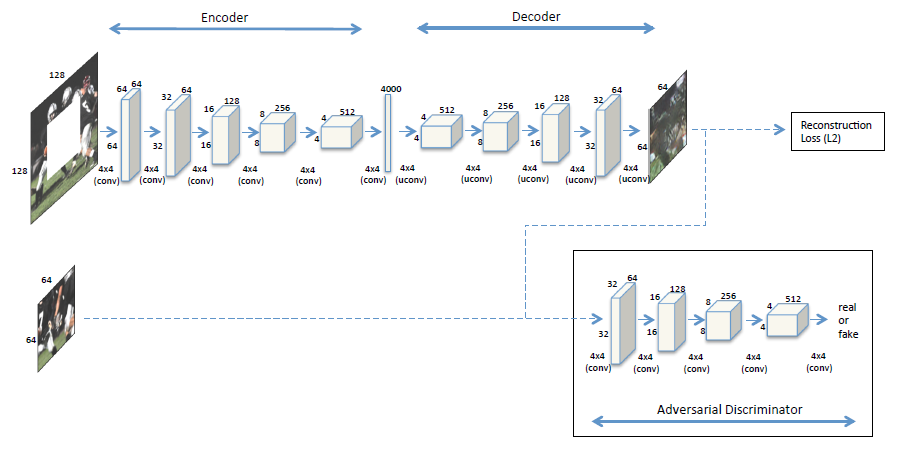 Encoder
Decoder
128
128
64 64
64
4x4
(conv)
32 64
32
4x4
(conv)
16 128
16
4x4
(conv)
8 256
8
4x4
(conv)
4 512
4
4x4
(conv)
4000
4x4
(conv)
4 512
4
4x4
(uconv)
8 256
8
4x4
(uconv)
16 128
16
4x4
(uconv)
32 64
32
4x4
(uconv)
64
64
4x4
(uconv)
Reconstruction
Loss (L2)
64
64
32 64
32
4x4
(conv)
16 128
16
4x4
(conv)
8 256
8
4x4
(conv)
4 512
4
4x4
(conv)
4x4
(conv)
real
or
fake
Adversarial Discriminator